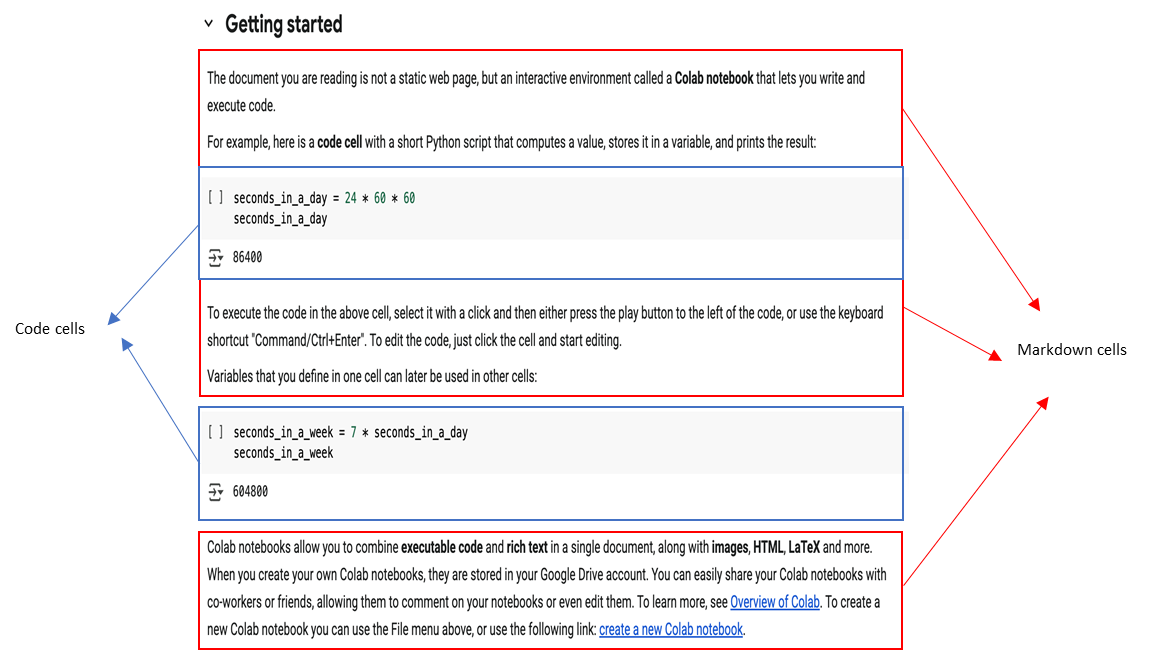 Getting started
The document you are reading is not a static web page, but an interactive environment called a Colab notebook that lets you write and
execute code.
For example, here is a code cell with a short Python script that computes a value, stores it in a variable, and prints the result:
[ ] seconds_in_a_day = 24 * 60 * 60
seconds_in_a_day
86400
To execute the code in the above cell, select it with a click and then either press the play button to the left of the code, or use the keyboard
shortcut "Command/Ctrl+Enter". To edit the code, just click the cell and start editing.
Variables that you define in one cell can later be used in other cells:
[ ] seconds_in_a_week = 7 * seconds_in_a_day
seconds_in_a_week
604800
Colab notebooks allow you to combine executable code and rich text in a single document, along with images, HTML, LaTeX and more.
When you create your own Colab notebooks, they are stored in your Google Drive account. You can easily share your Colab notebooks with
co-workers or friends, allowing them to comment on your notebooks or even edit them. To learn more, see Overview of Colab. To create a
new Colab notebook you can use the File menu above, or use the following link: create a new Colab notebook.
Code cells
Markdown cells